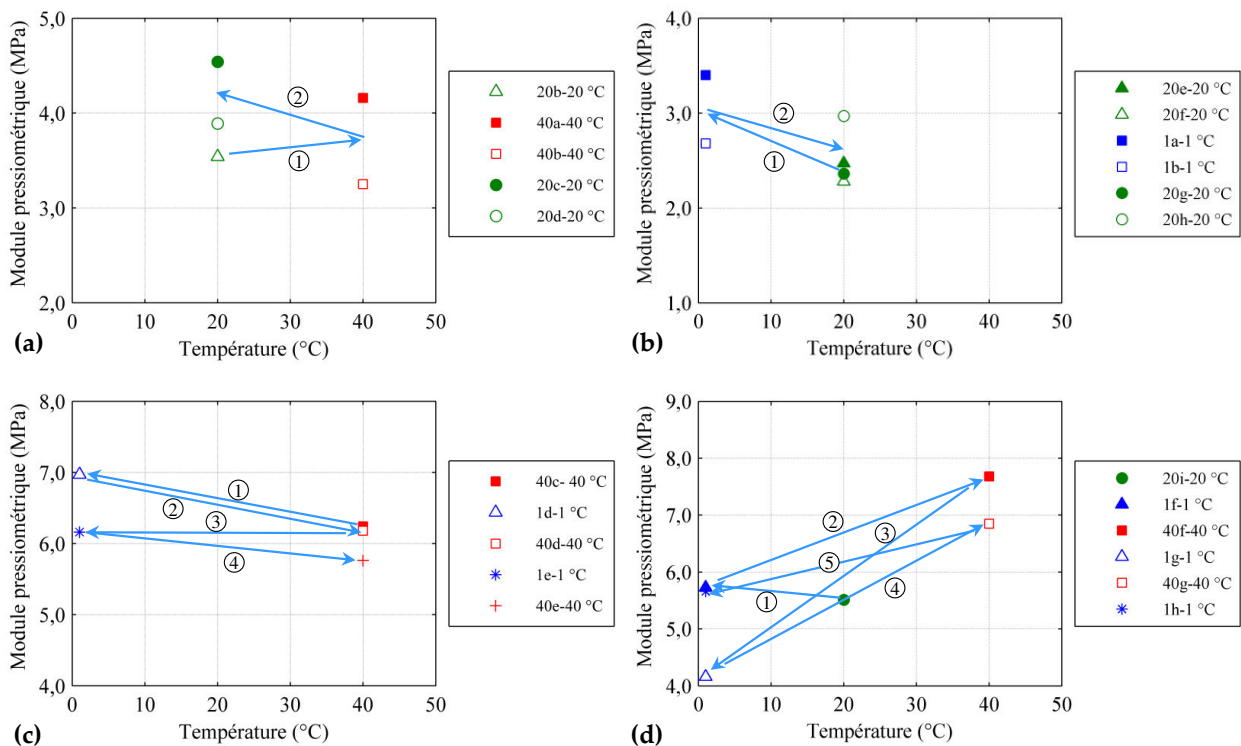 5,0
4,0
3,0
2,0
0
10
20
30
40
50
Module pressiométrique (MPa)
Température (°C)
②
①
20b-20 °C
40a-40 °C
40b-40 °C
20c-20 °C
20d-20 °C
(a)
4,0
3,0
2,0
1,0
0
10
20
30
40
50
Module pressiométrique (MPa)
Température (°C)
②
①
20e-20 °C
20f-20 °C
1a-1 °C
1b-1 °C
20g-20 °C
20h-20 °C
(b)
8,0
7,0
6,0
5,0
4,0
0
10
20
30
40
50
Module pressiométrique (MPa)
Température (°C)
①
②
③
④
40c- 40 °C
1d-1 °C
40d-40 °C
1e-1 °C
40e-40 °C
(c)
9,0
8,0
7,0
6,0
5,0
4,0
0
10
20
30
40
50
Module pressiométrique (MPa)
Température (°C)
②
③
⑤
④
①
20i-20 °C
1f-1 °C
40f-40 °C
1g-1 °C
40g-40 °C
1h-1 °C
(d)